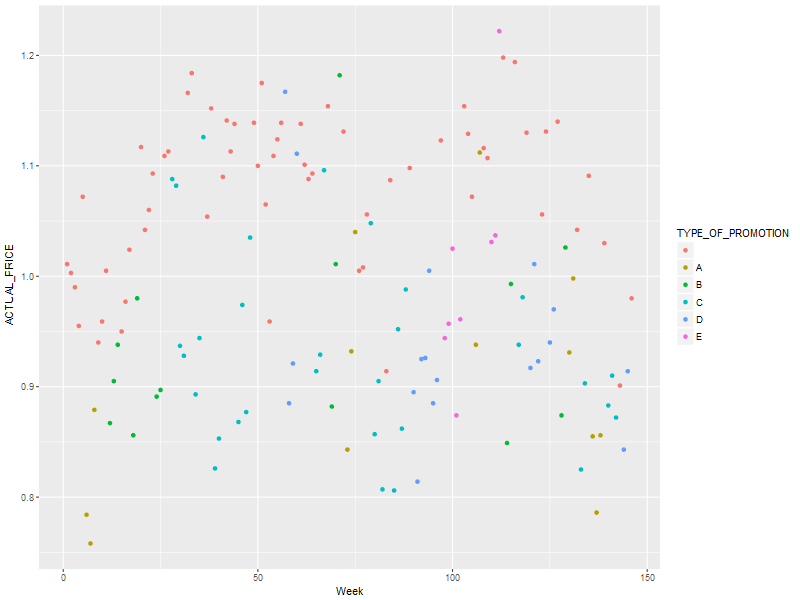 1.2
1.1
1.0
0.9
0.8
ACTUAL_PRICE
0
50
100
150
Week
TYPE_OF_PROMOTION
A
B
C
D
E